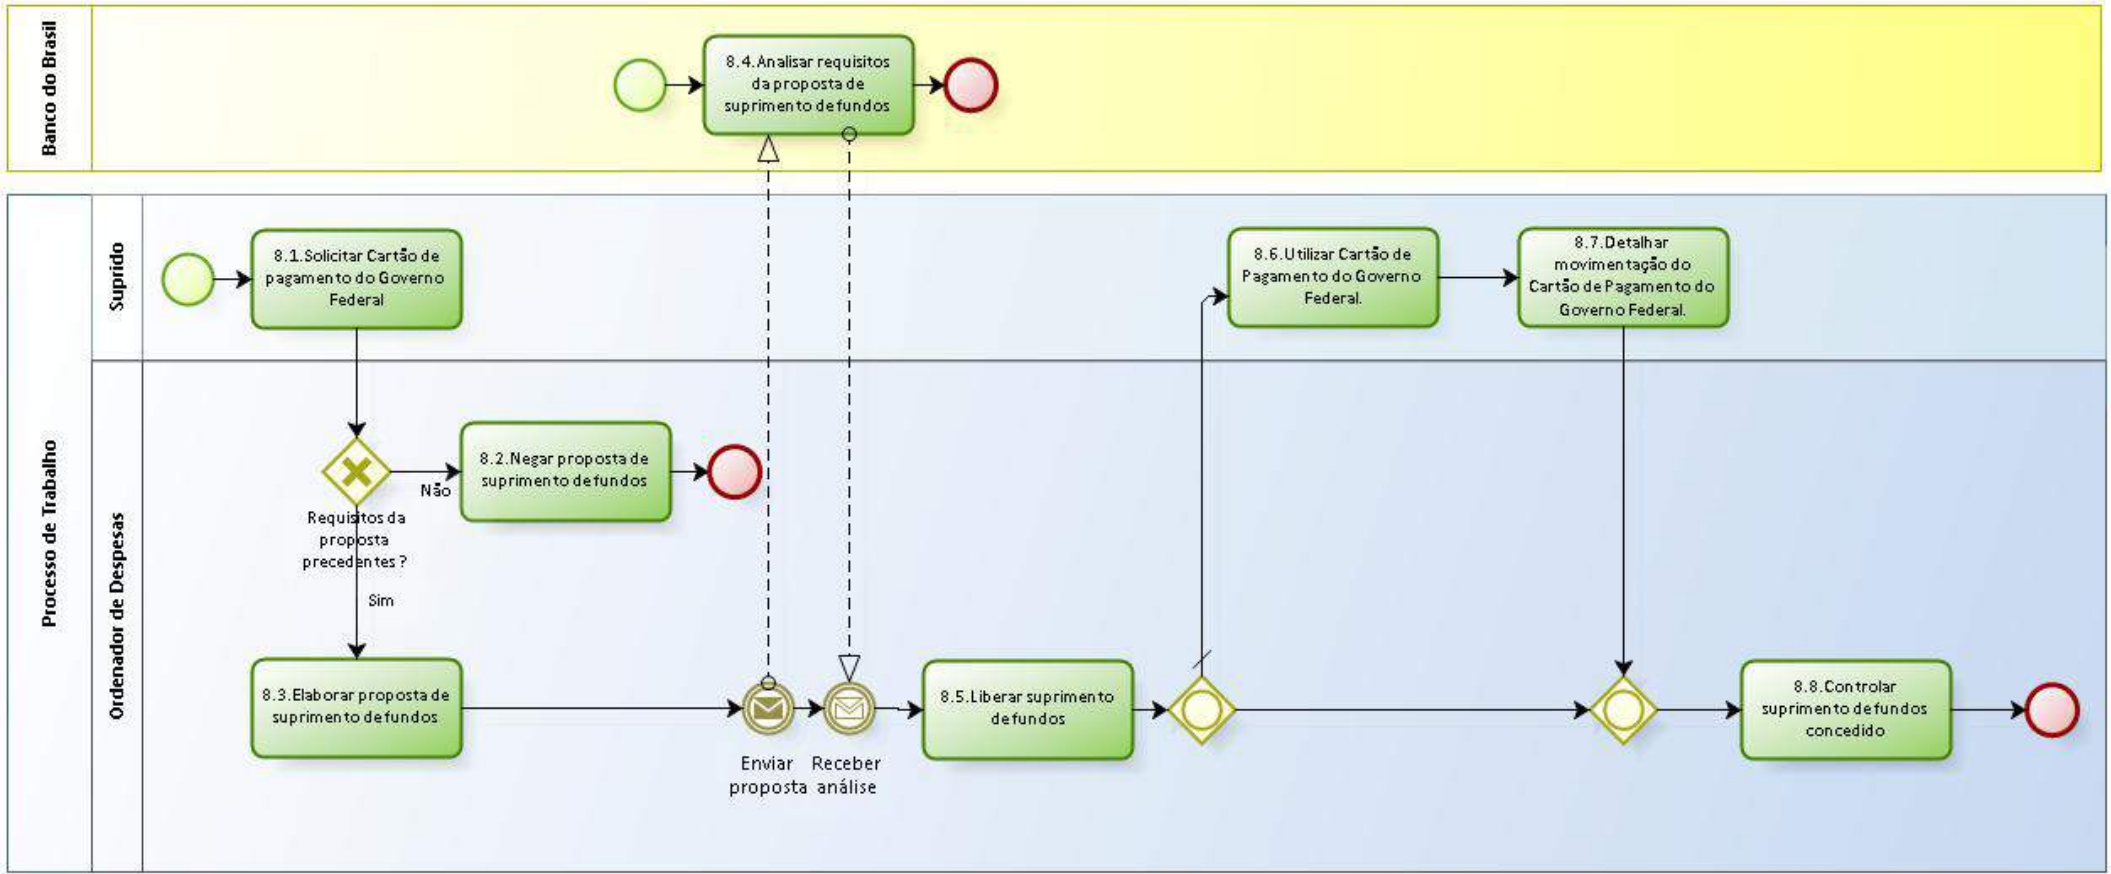 Banco do Brasil
8.4.Analisar requisitos
da proposta de
suprimento de fundos
Processo de Trabalho
Suprido
8.1.Solicitar Cartão de
pagamento do Governo
Federal
8.6.Utilizar Cartão de
Pagamento do Governo
Federal.
8.7.Detalhar
movimentação do
Cartão de Pagamento do
Governo Federal.
Ordenador de Despesas
Não
8.2.Negar proposta de
suprimento de fundos
Requisitos da
proposta
precedentes ?
Sim
8.3.Elaborar proposta de
suprimento de fundos
Enviar
proposta
Receber
análise
8.5.Liberar suprimento
de fundos
8.8.Controlar
suprimento de fundos
concedido